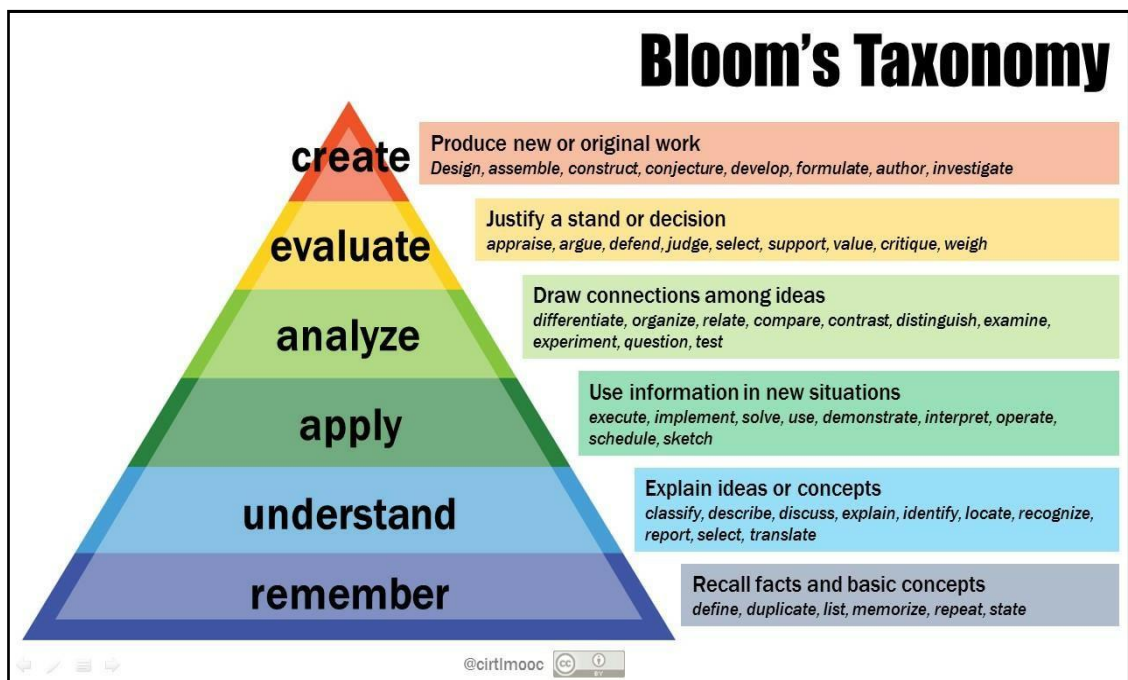 Bloom's Taxonomy
create
Produce new or original work
Design, assemble, construct, conjecture, develop, formulate, author, investigate
evaluate
Justify a stand or decision
appraise, argue, defend, judge, select, support, value, critique, weigh
analyze
Draw connections among ideas
differentiate, organize, relate, compare, contrast, distinguish, examine,
experiment, question, test
apply
Use information in new situations
execute, implement, solve, use, demonstrate, interpret, operate,
schedule, sketch
understand
Explain ideas or concepts
classify, describe, discuss, explain, identify, locate, recognize,
report, select, translate
remember
Recall facts and basic concepts
define, duplicate, list, memorize, repeat, state
@cirtlmooc
cc
BY